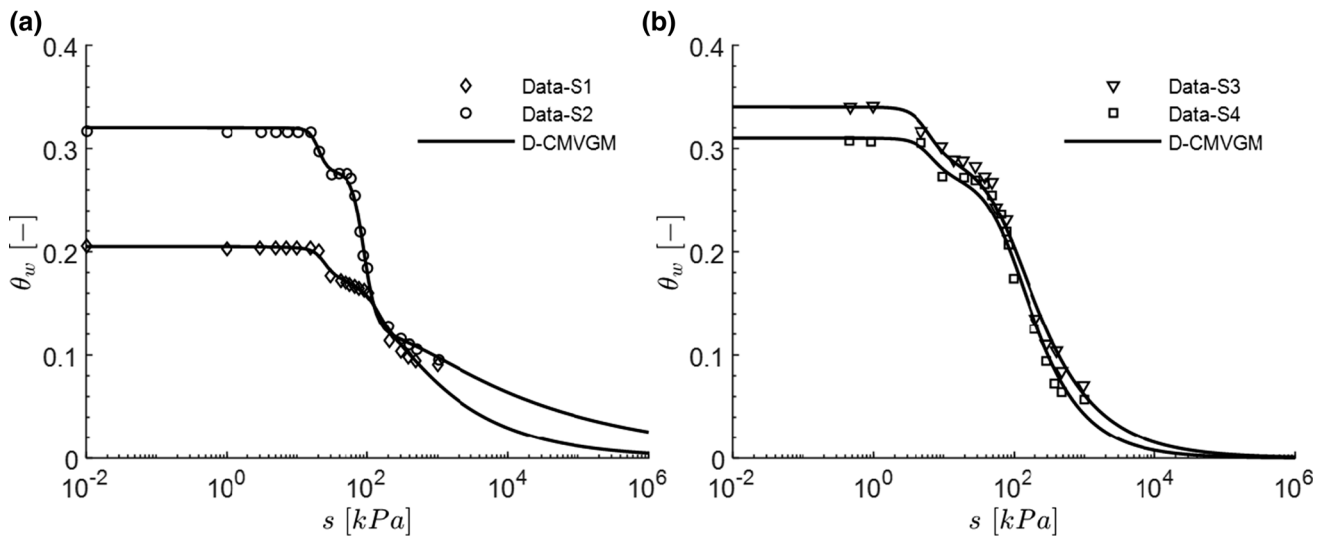 (a)
0.4
0.3
0.2
0.1
0
θ_w [−]
10^-2
10^0
10^2
10^4
10^6
s [kPa]
Data-S1
Data-S2
D-CMVGM
(b)
0.4
0.3
0.2
0.1
0
θ_w [−]
10^-2
10^0
10^2
10^4
10^6
s [kPa]
Data-S3
Data-S4
D-CMVGM